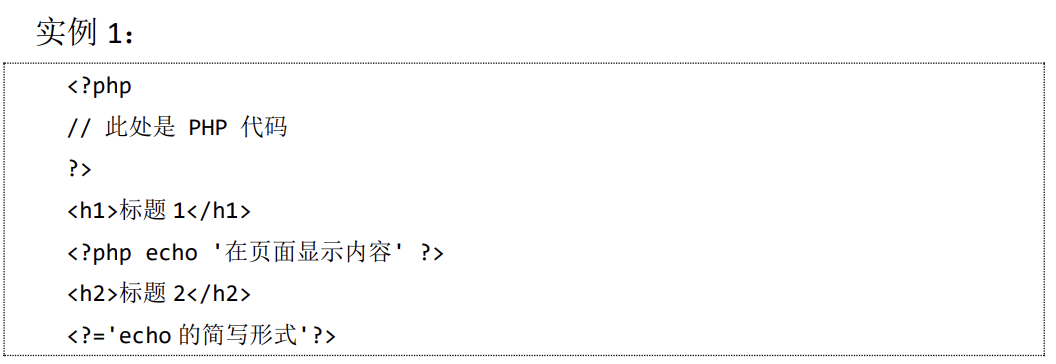 实例 1：
<?php
// 此处是 PHP 代码
?>
<h1>标题 1</h1>
<?php echo '在页面显示内容' ?>
<h2>标题 2</h2>
<?='echo 的简写形式'?>